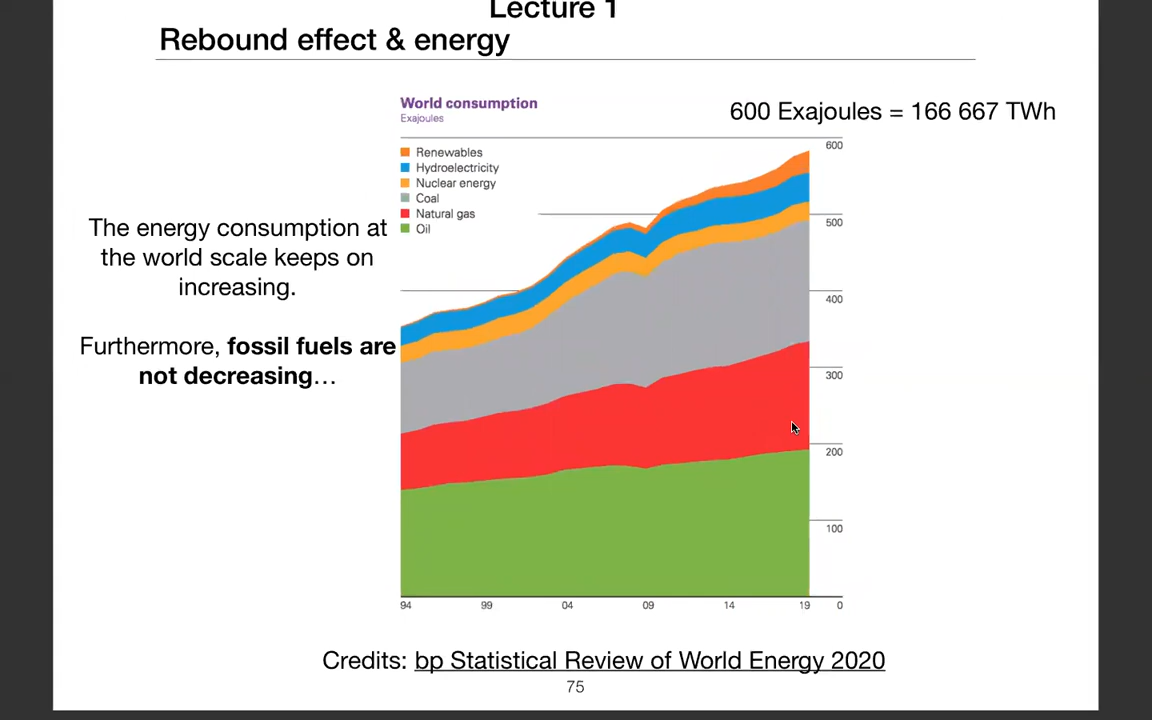 Lecture 1
Rebound effect & energy
World consumption
Exajoules
600 Exajoules = 166 667 TWh
Renewables
Hydroelectricity
Nuclear energy
Coal
Natural gas
Oil
The energy consumption at
the world scale keeps on
increasing.
Furthermore, fossil fuels are
not decreasing…
600
500
400
300
200
100
0
94 99 04 09 14 19
Credits: bp Statistical Review of World Energy 2020
75